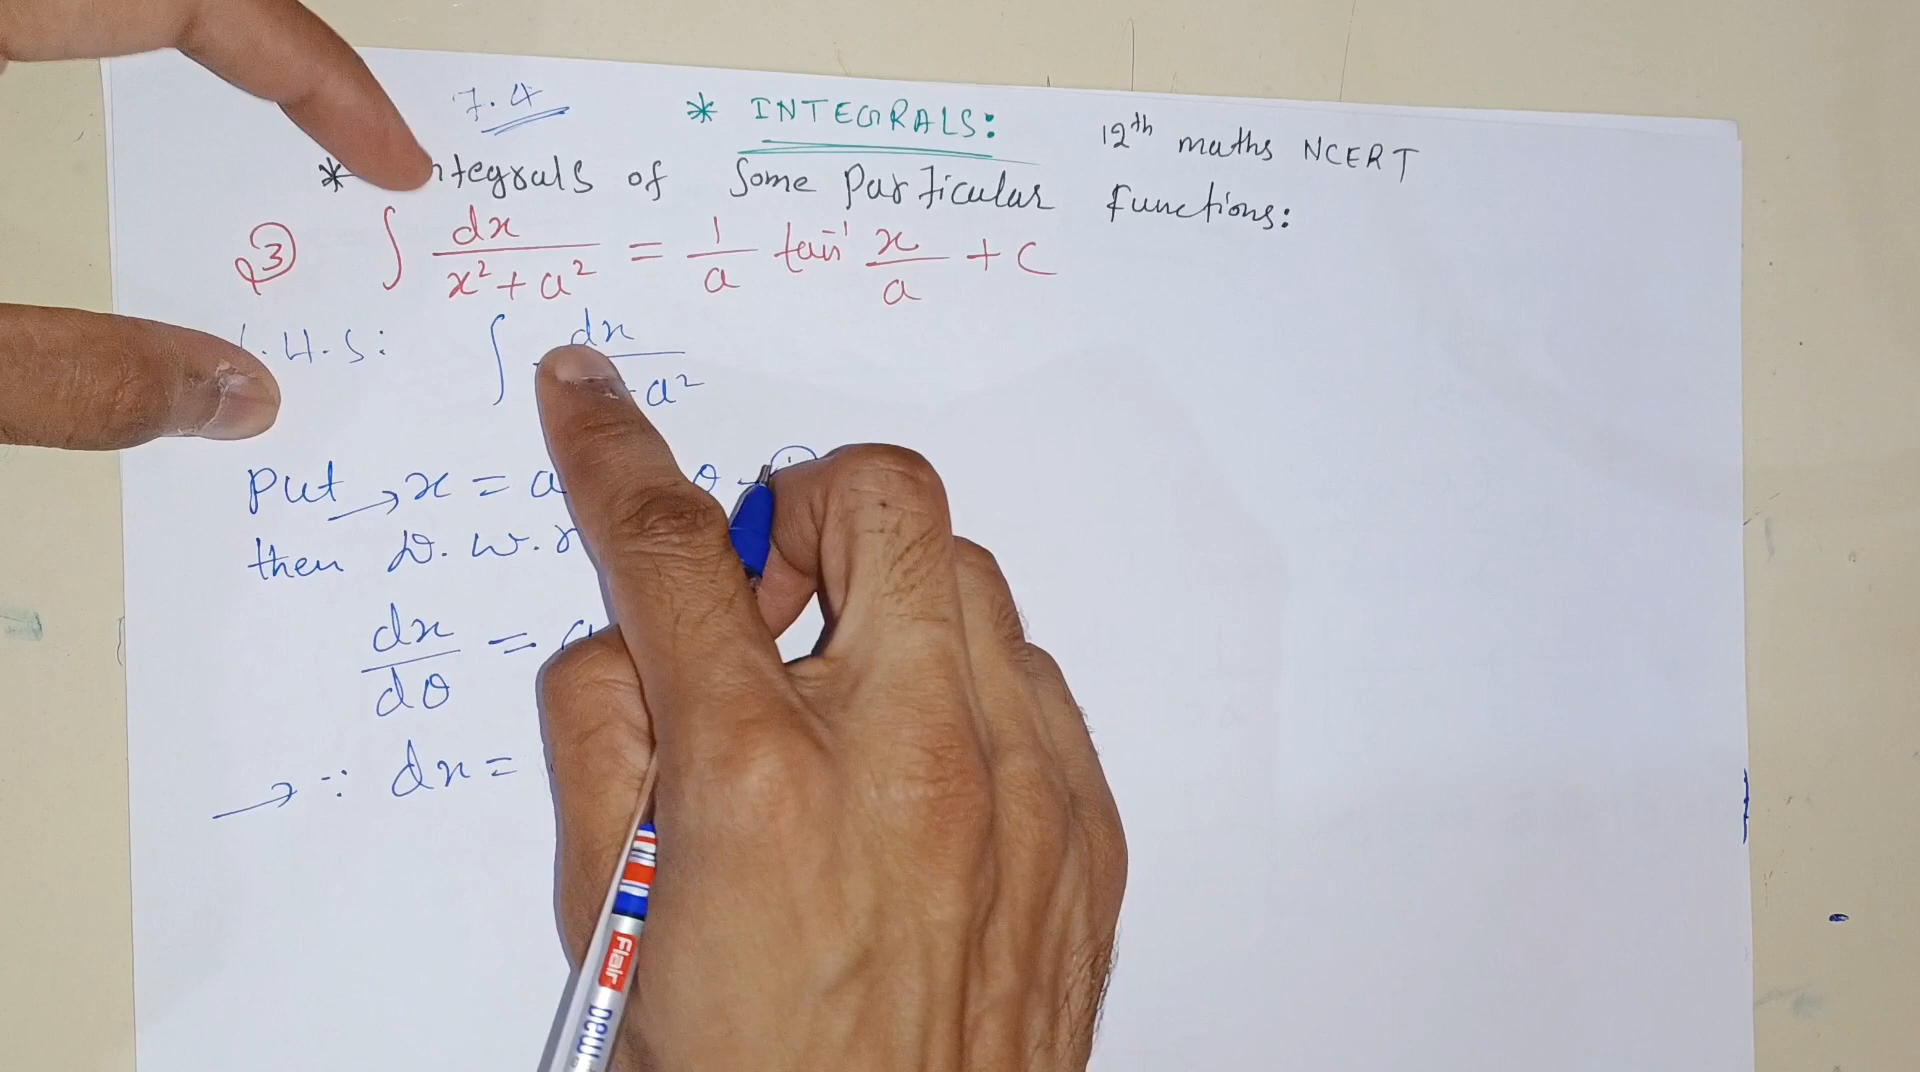 7.4 * INTEGRALS: 12th maths NCERT
* ntegrals of Some Particular Functions:
3 ∫ dx/(x² + a²) = 1/a tan⁻¹ x/a + C
.H.S: ∫ dx a²
Put → x = a θ
then D.w.r
dx/dθ =
→ ∵ dx =
Flair